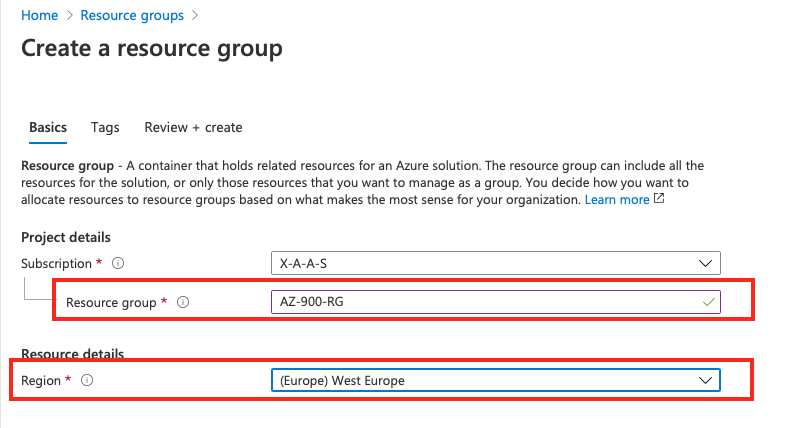 Home > Resource groups >
Create a resource group
Basics Tags Review + create
Resource group - A container that holds related resources for an Azure solution. The resource group can include all the
resources for the solution, or only those resources that you want to manage as a group. You decide how you want to
allocate resources to resource groups based on what makes the most sense for your organization. Learn more
Project details
Subscription * X-A-A-S
Resource group * AZ-900-RG
Resource details
Region * (Europe) West Europe